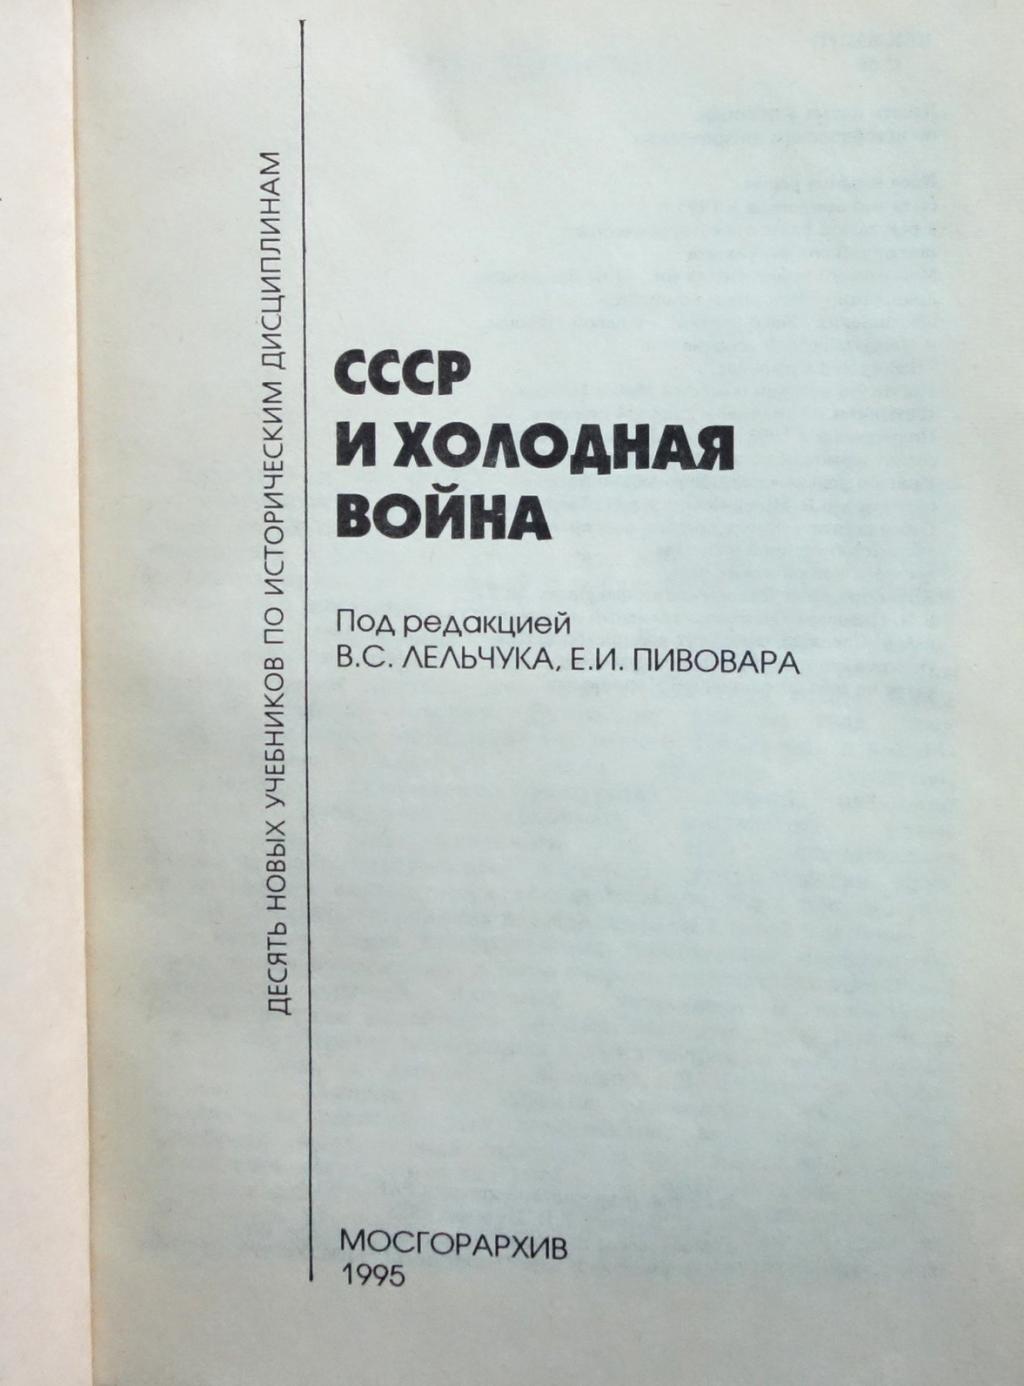 ДЕСЯТЬ НОВЫХ УЧЕБНИКОВ ПО ИСТОРИЧЕСКИМ ДИСЦИПЛИНАМ
СССР
И ХОЛОДНАЯ
ВОЙНА
Под редакцией
В.С. ЛЕЛЬЧУКА, Е.И. ПИВОВАРА
МОСГОРАРХИВ
1995